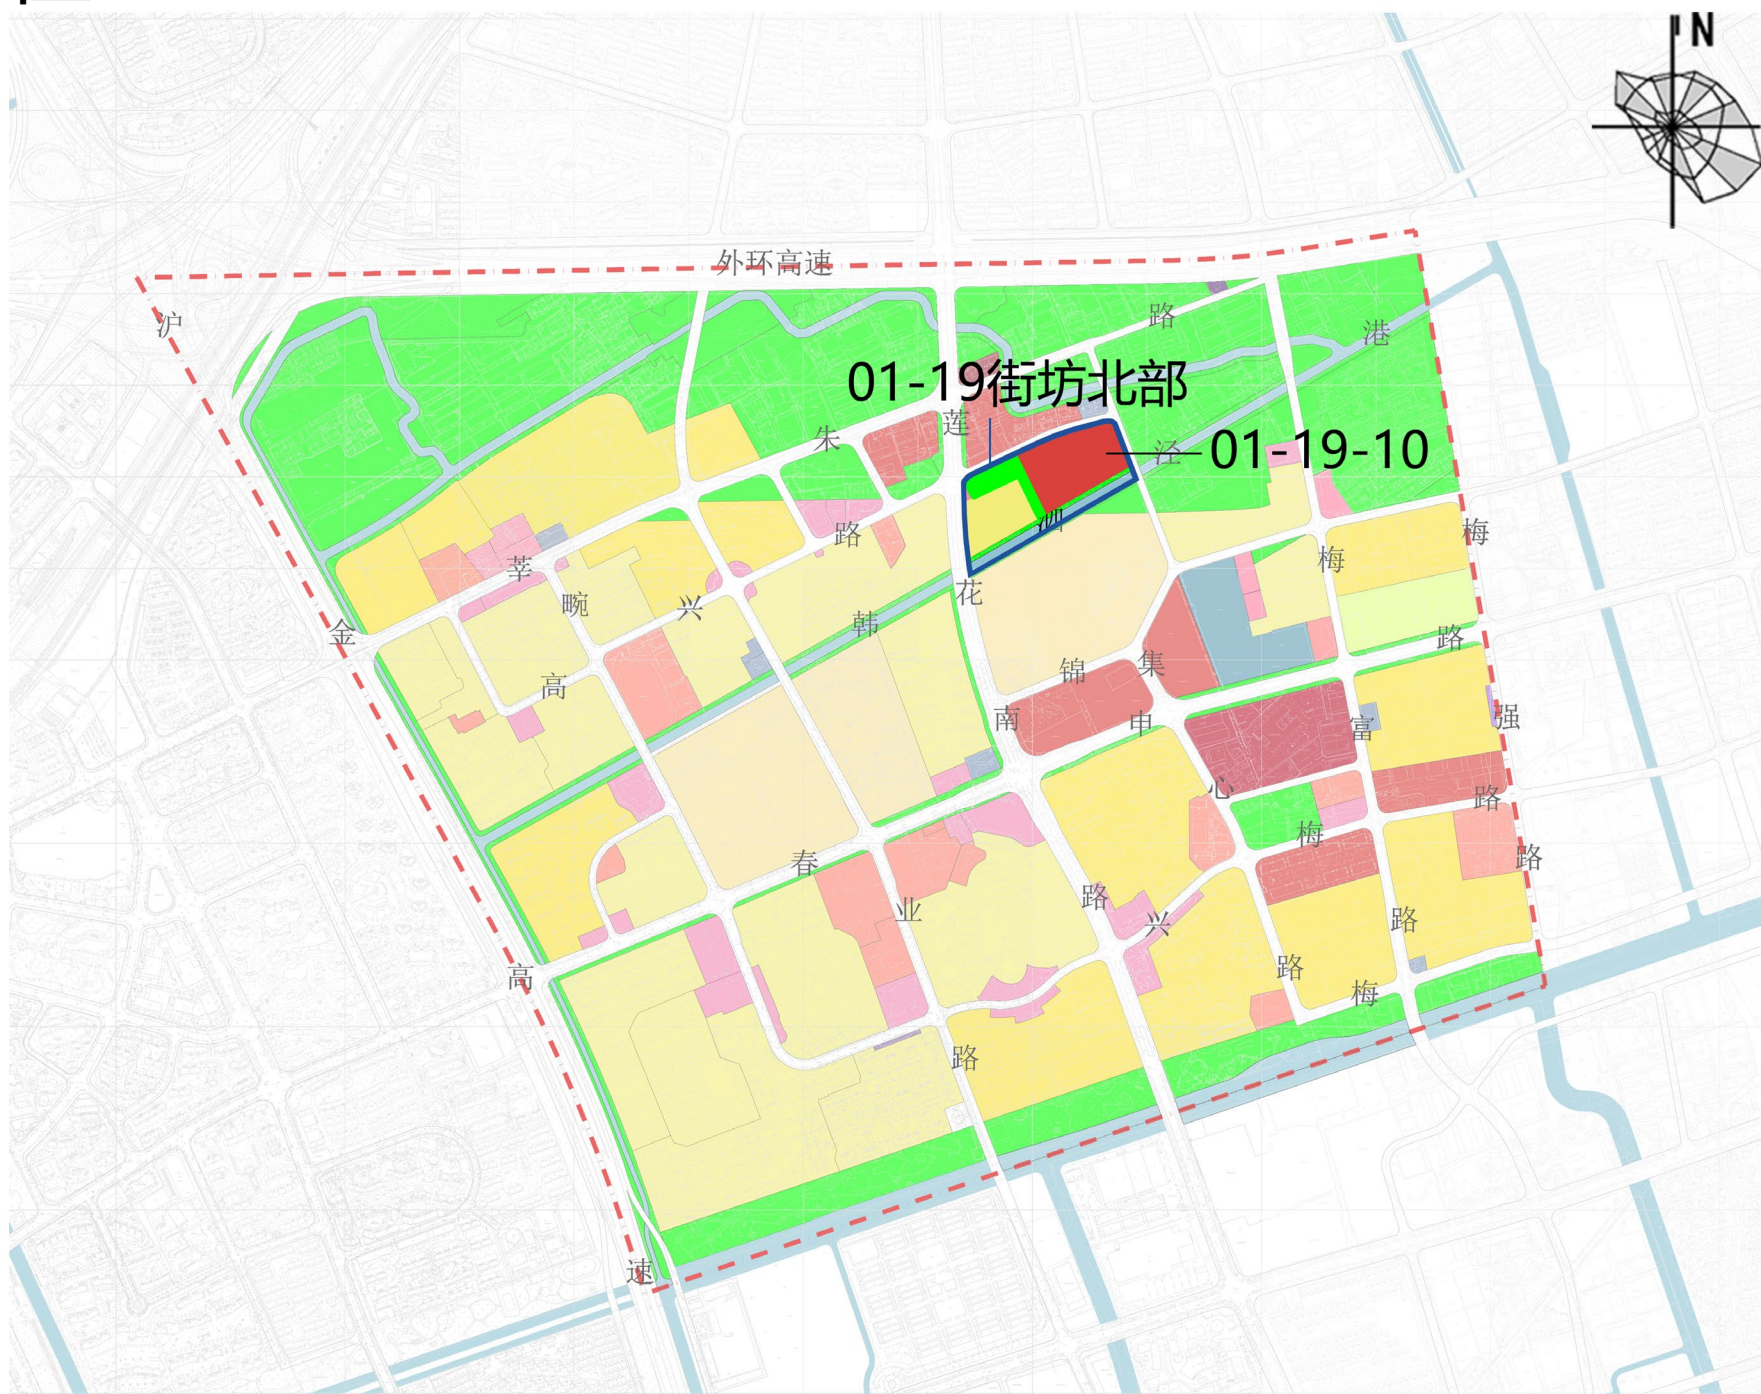 N
外环高速
沪
路
港
01-19街坊北部
莲
朱
泾
01-19-10
路
泗
梅
梅
莘
畹
兴
花
韩
金
路
高
锦
集
南
申
富
强
心
路
梅
春
路
路
业
兴
路
高
路
梅
路
速